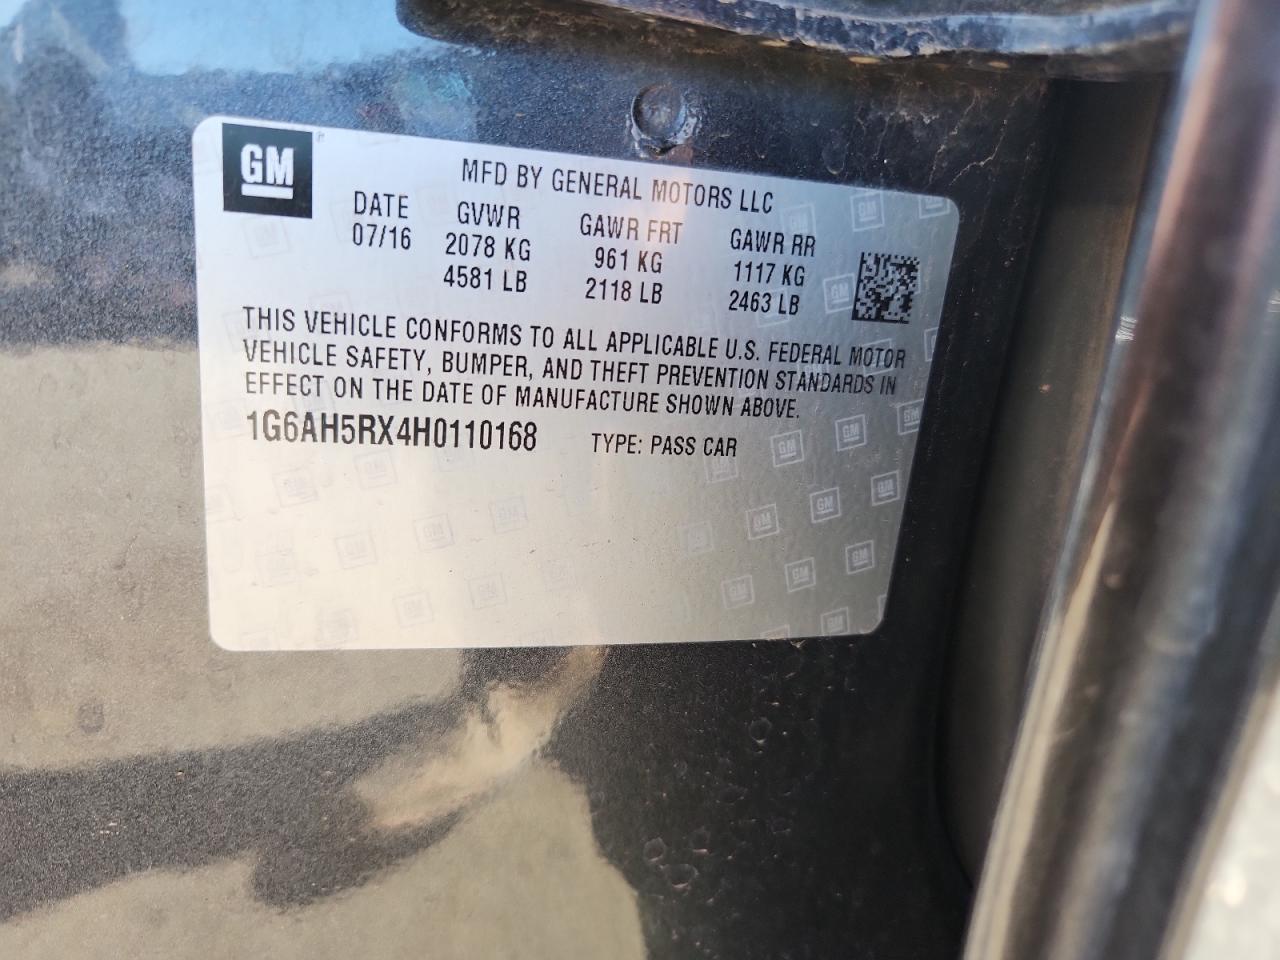 GM
MFD BY GENERAL MOTORS LLC
DATE GVWR GAWR FRT GAWR RR
07/16 2078 KG 961 KG 1117 KG
4581 LB 2118 LB 2463 LB
THIS VEHICLE CONFORMS TO ALL APPLICABLE U.S. FEDERAL MOTOR
VEHICLE SAFETY, BUMPER, AND THEFT PREVENTION STANDARDS IN
EFFECT ON THE DATE OF MANUFACTURE SHOWN ABOVE.
1G6AH5RX4H0110168 TYPE: PASS CAR